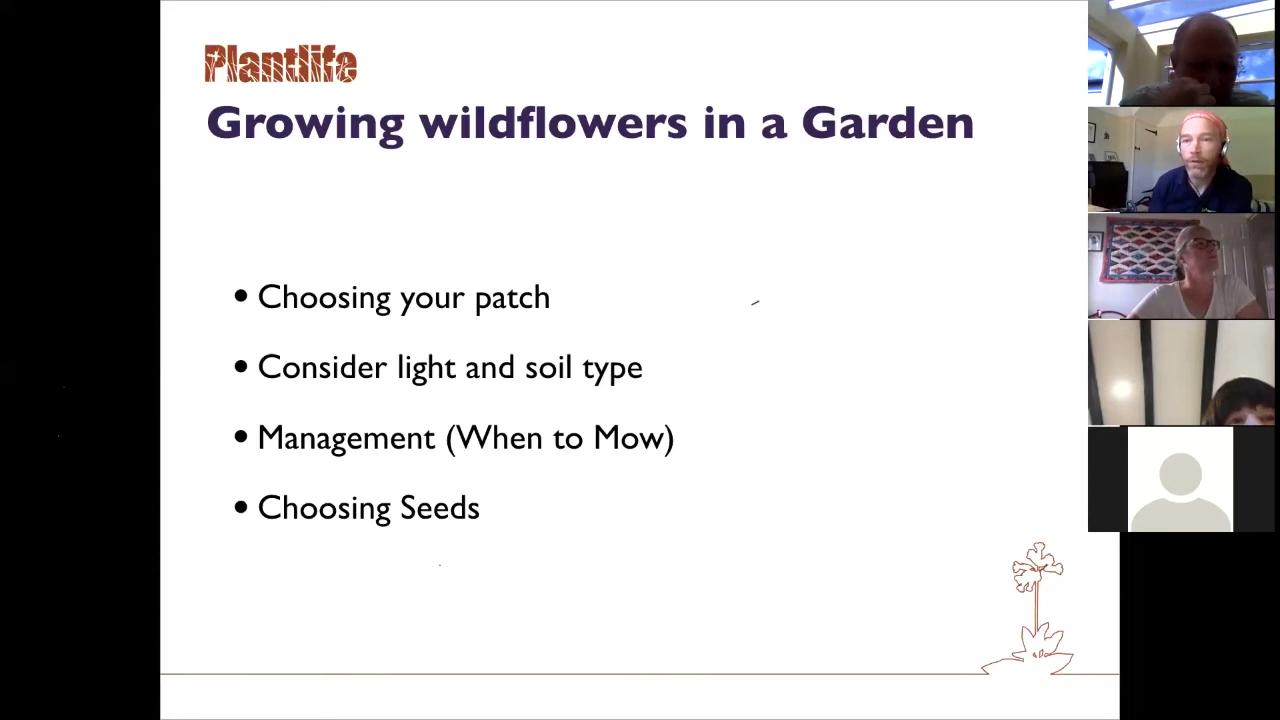 Plantlife
Growing wildflowers in a Garden
• Choosing your patch
• Consider light and soil type
• Management (When to Mow)
• Choosing Seeds